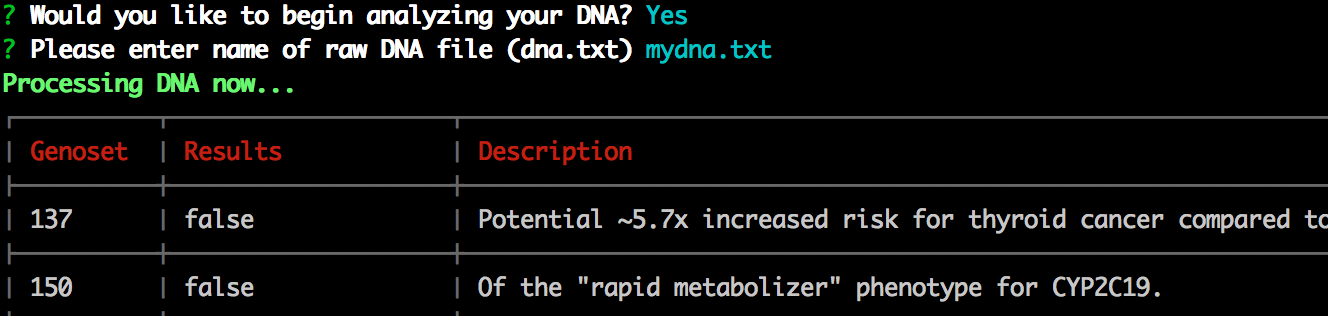 ? Would you like to begin analyzing your DNA? Yes
? Please enter name of raw DNA file (dna.txt) mydna.txt
Processing DNA now...
Genoset Results Description
137 false Potential ~5.7x increased risk for thyroid cancer compared to
150 false Of the "rapid metabolizer" phenotype for CYP2C19.